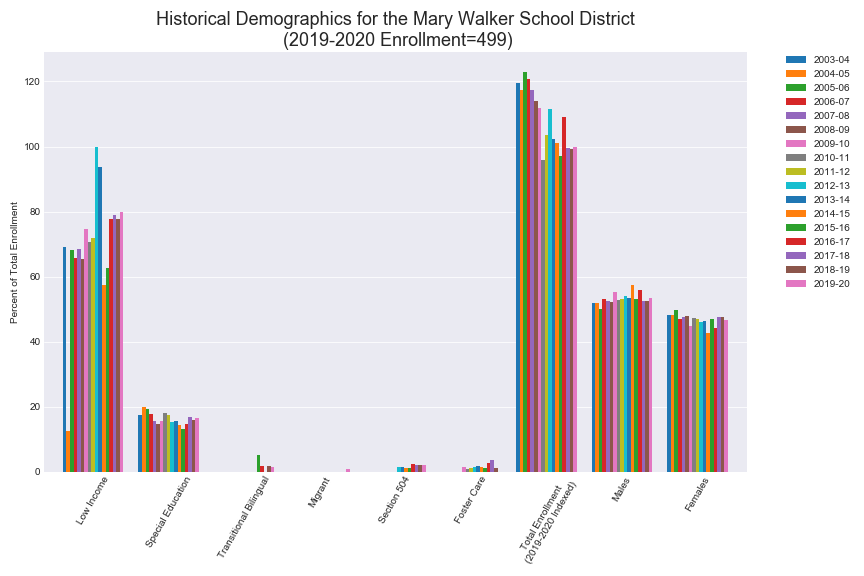 Historical Demographics for the Mary Walker School District
(2019-2020 Enrollment=499)
Percent of Total Enrollment
120
100
80
60
40
20
0
Low Income
Special Education
Transitional Bilingual
Migrant
Section 504
Foster Care
Total Enrollment
(2019-2020 Indexed)
Males
Females
2003-04
2004-05
2005-06
2006-07
2007-08
2008-09
2009-10
2010-11
2011-12
2012-13
2013-14
2014-15
2015-16
2016-17
2017-18
2018-19
2019-20